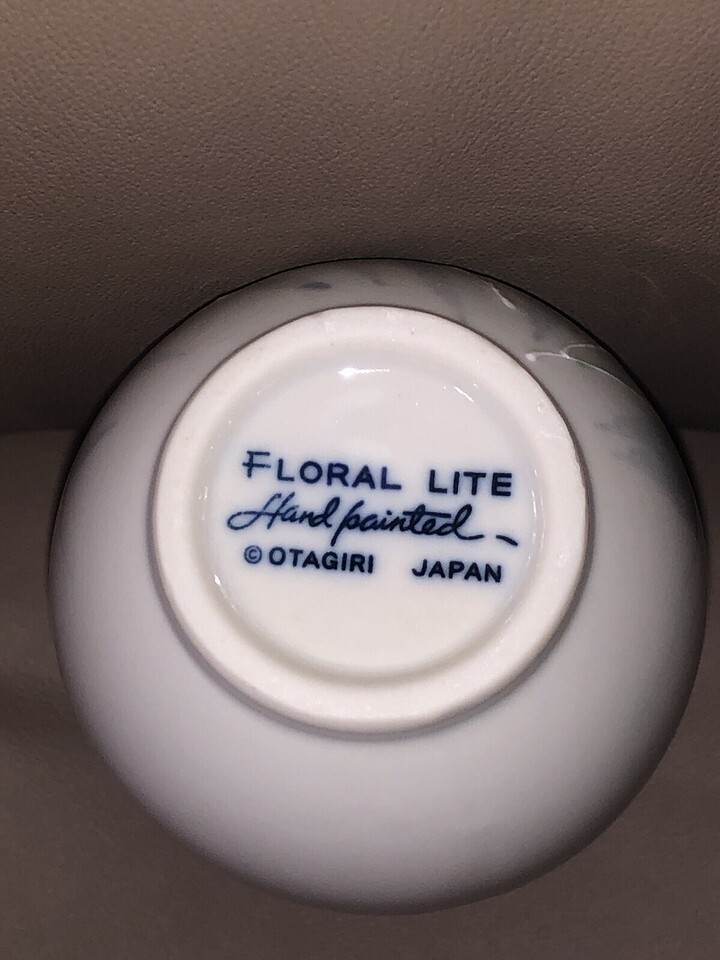 FLORAL LITE
Hand painted -
© OTAGIRI JAPAN